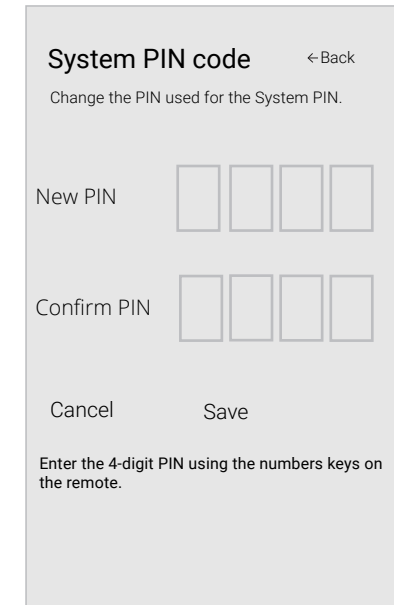 System PIN code ←Back
Change the PIN used for the System PIN.
New PIN
Confirm PIN
Cancel Save
Enter the 4-digit PIN using the numbers keys on
the remote.